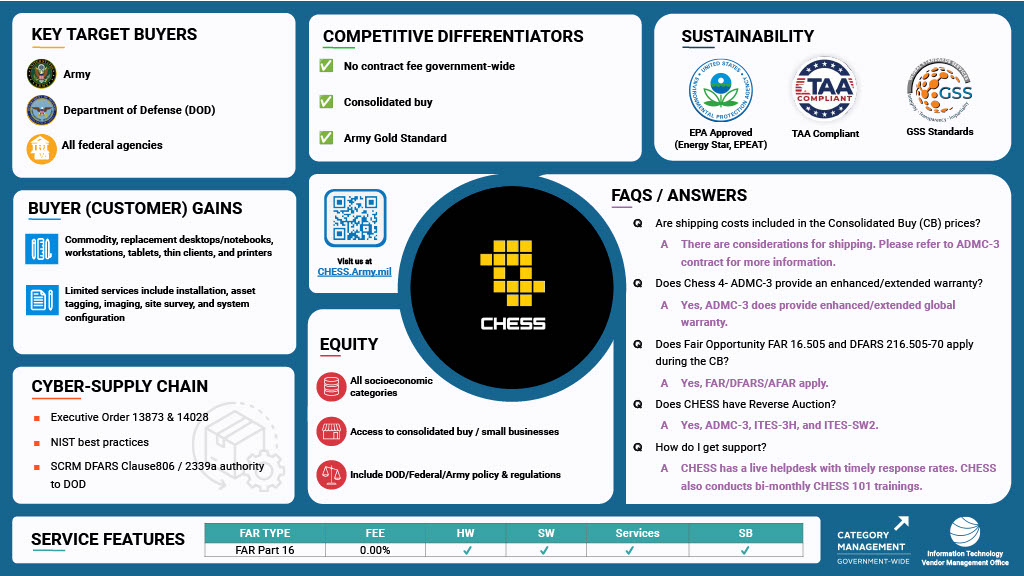 KEY TARGET BUYERS
Army
Department of Defense (DOD)
All federal agencies
COMPETITIVE DIFFERENTIATORS
No contract fee government-wide
Consolidated buy
Army Gold Standard
SUSTAINABILITY
UNITED STATES
ENVIRONMENTAL PROTECTION AGENCY
EPA Approved
(Energy Star, EPEAT)
TAA
COMPLIANT
TAA Compliant
GSS
Integrity · Transparency · Impartiality
GSS Standards
BUYER (CUSTOMER) GAINS
Commodity, replacement desktops/notebooks,
workstations, tablets, thin clients, and printers
Limited services include installation, asset
tagging, imaging, site survey, and system
configuration
Visit us at
CHESS.Army.mil
CHESS
EQUITY
All socioeconomic
categories
Access to consolidated buy / small businesses
Include DOD/Federal/Army policy & regulations
FAQS / ANSWERS
Q Are shipping costs included in the Consolidated Buy (CB) prices?
A There are considerations for shipping. Please refer to ADMC-3
contract for more information.
Q Does Chess 4- ADMC-3 provide an enhanced/extended warranty?
A Yes, ADMC-3 does provide enhanced/extended global
warranty.
Q Does Fair Opportunity FAR 16.505 and DFARS 216.505-70 apply
during the CB?
A Yes, FAR/DFARS/AFAR apply.
Q Does CHESS have Reverse Auction?
A Yes, ADMC-3, ITES-3H, and ITES-SW2.
Q How do I get support?
A CHESS has a live helpdesk with timely response rates. CHESS
also conducts bi-monthly CHESS 101 trainings.
CYBER-SUPPLY CHAIN
Executive Order 13873 & 14028
NIST best practices
SCRM DFARS Clause806 / 2339a authority
to DOD
SERVICE FEATURES
FAR TYPE FEE HW SW Services SB
FAR Part 16 0.00% ✓ ✓ ✓ ✓
CATEGORY
MANAGEMENT
GOVERNMENT-WIDE
Information Technology
Vendor Management Office